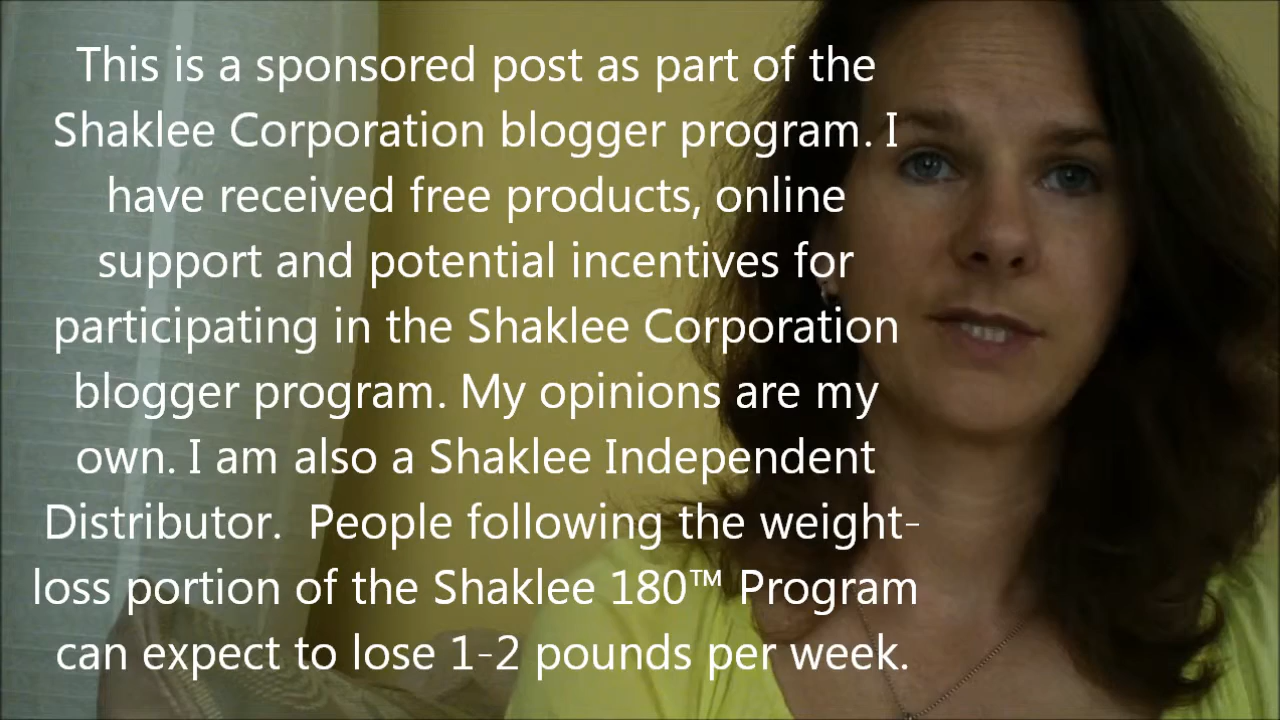 This is a sponsored post as part of the
Shaklee Corporation blogger program. I
have received free products, online
support and potential incentives for
participating in the Shaklee Corporation
blogger program. My opinions are my
own. I am also a Shaklee Independent
Distributor.  People following the weight-
loss portion of the Shaklee 180™ Program
can expect to lose 1-2 pounds per week.